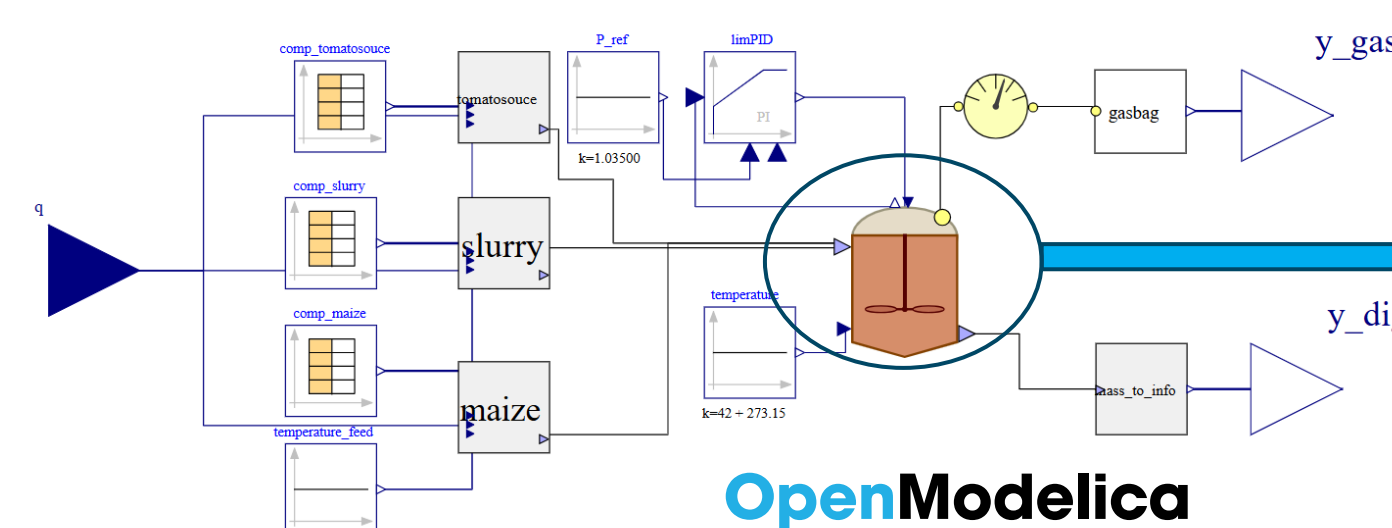 P_ref
limPID
y_gas
comp_tomatosouce
tomatosouce
PI
gasbag
k=1.03500
comp_slurry
q
slurry
temperature
comp_maize
y_di
mass_to_info
maize
k=42 + 273.15
temperature_feed
OpenModelica